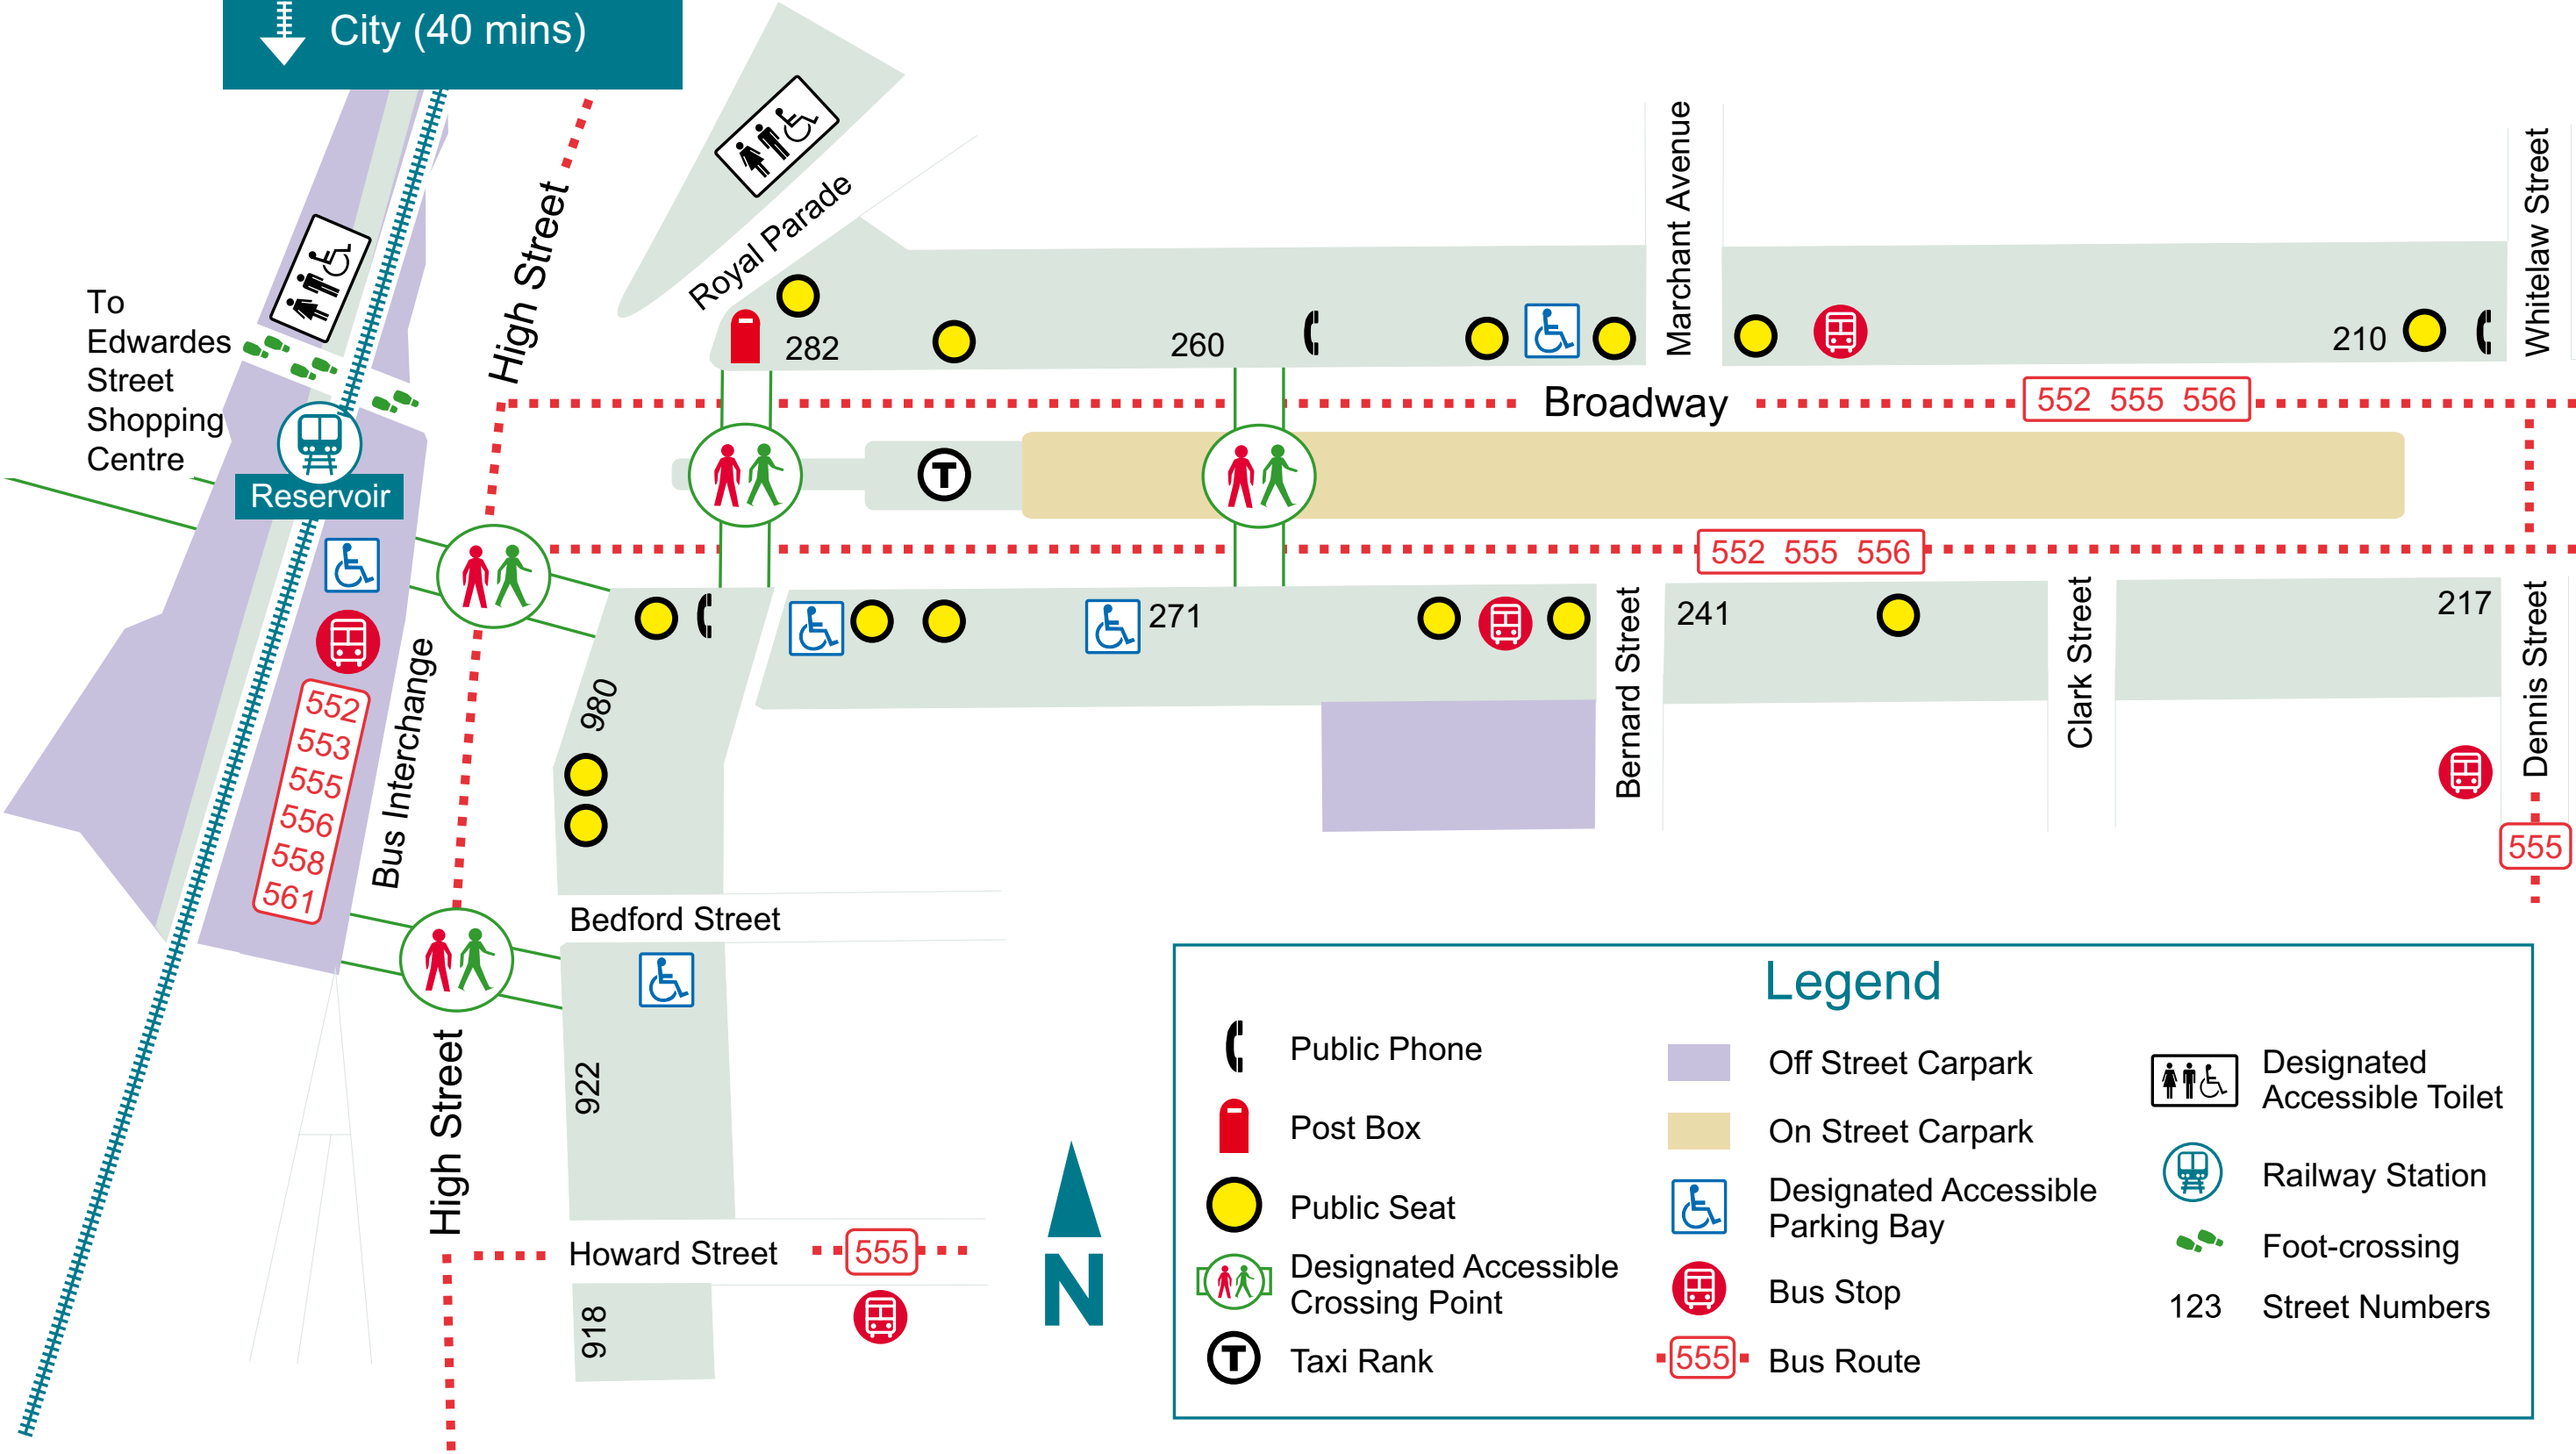 City (40 mins)
To
Edwardes
Street
Shopping
Centre
Reservoir
High Street
Royal Parade
Marchant Avenue
Whitelaw Street
282
260
210
Broadway
552 555 556
T
552 555 556
271
241
217
980
Bernard Street
Clark Street
Dennis Street
555
552
553
555
556
558
561
Bus Interchange
Bedford Street
922
High Street
Howard Street
555
918
N
Legend
Public Phone
Post Box
Public Seat
Designated Accessible
Crossing Point
T
Taxi Rank
Off Street Carpark
On Street Carpark
Designated Accessible
Parking Bay
Bus Stop
555
Bus Route
Designated
Accessible Toilet
Railway Station
Foot-crossing
123
Street Numbers